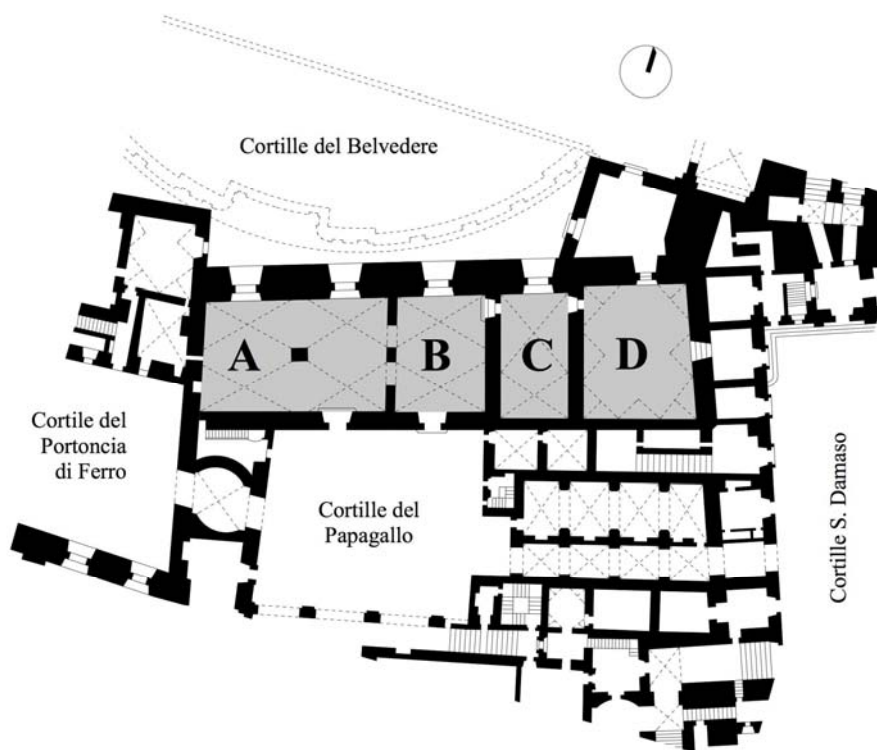 Cortille del Belvedere
A
B
C
D
Cortile del
Portoncia
di Ferro
Cortille del
Papagallo
Cortille S. Damaso